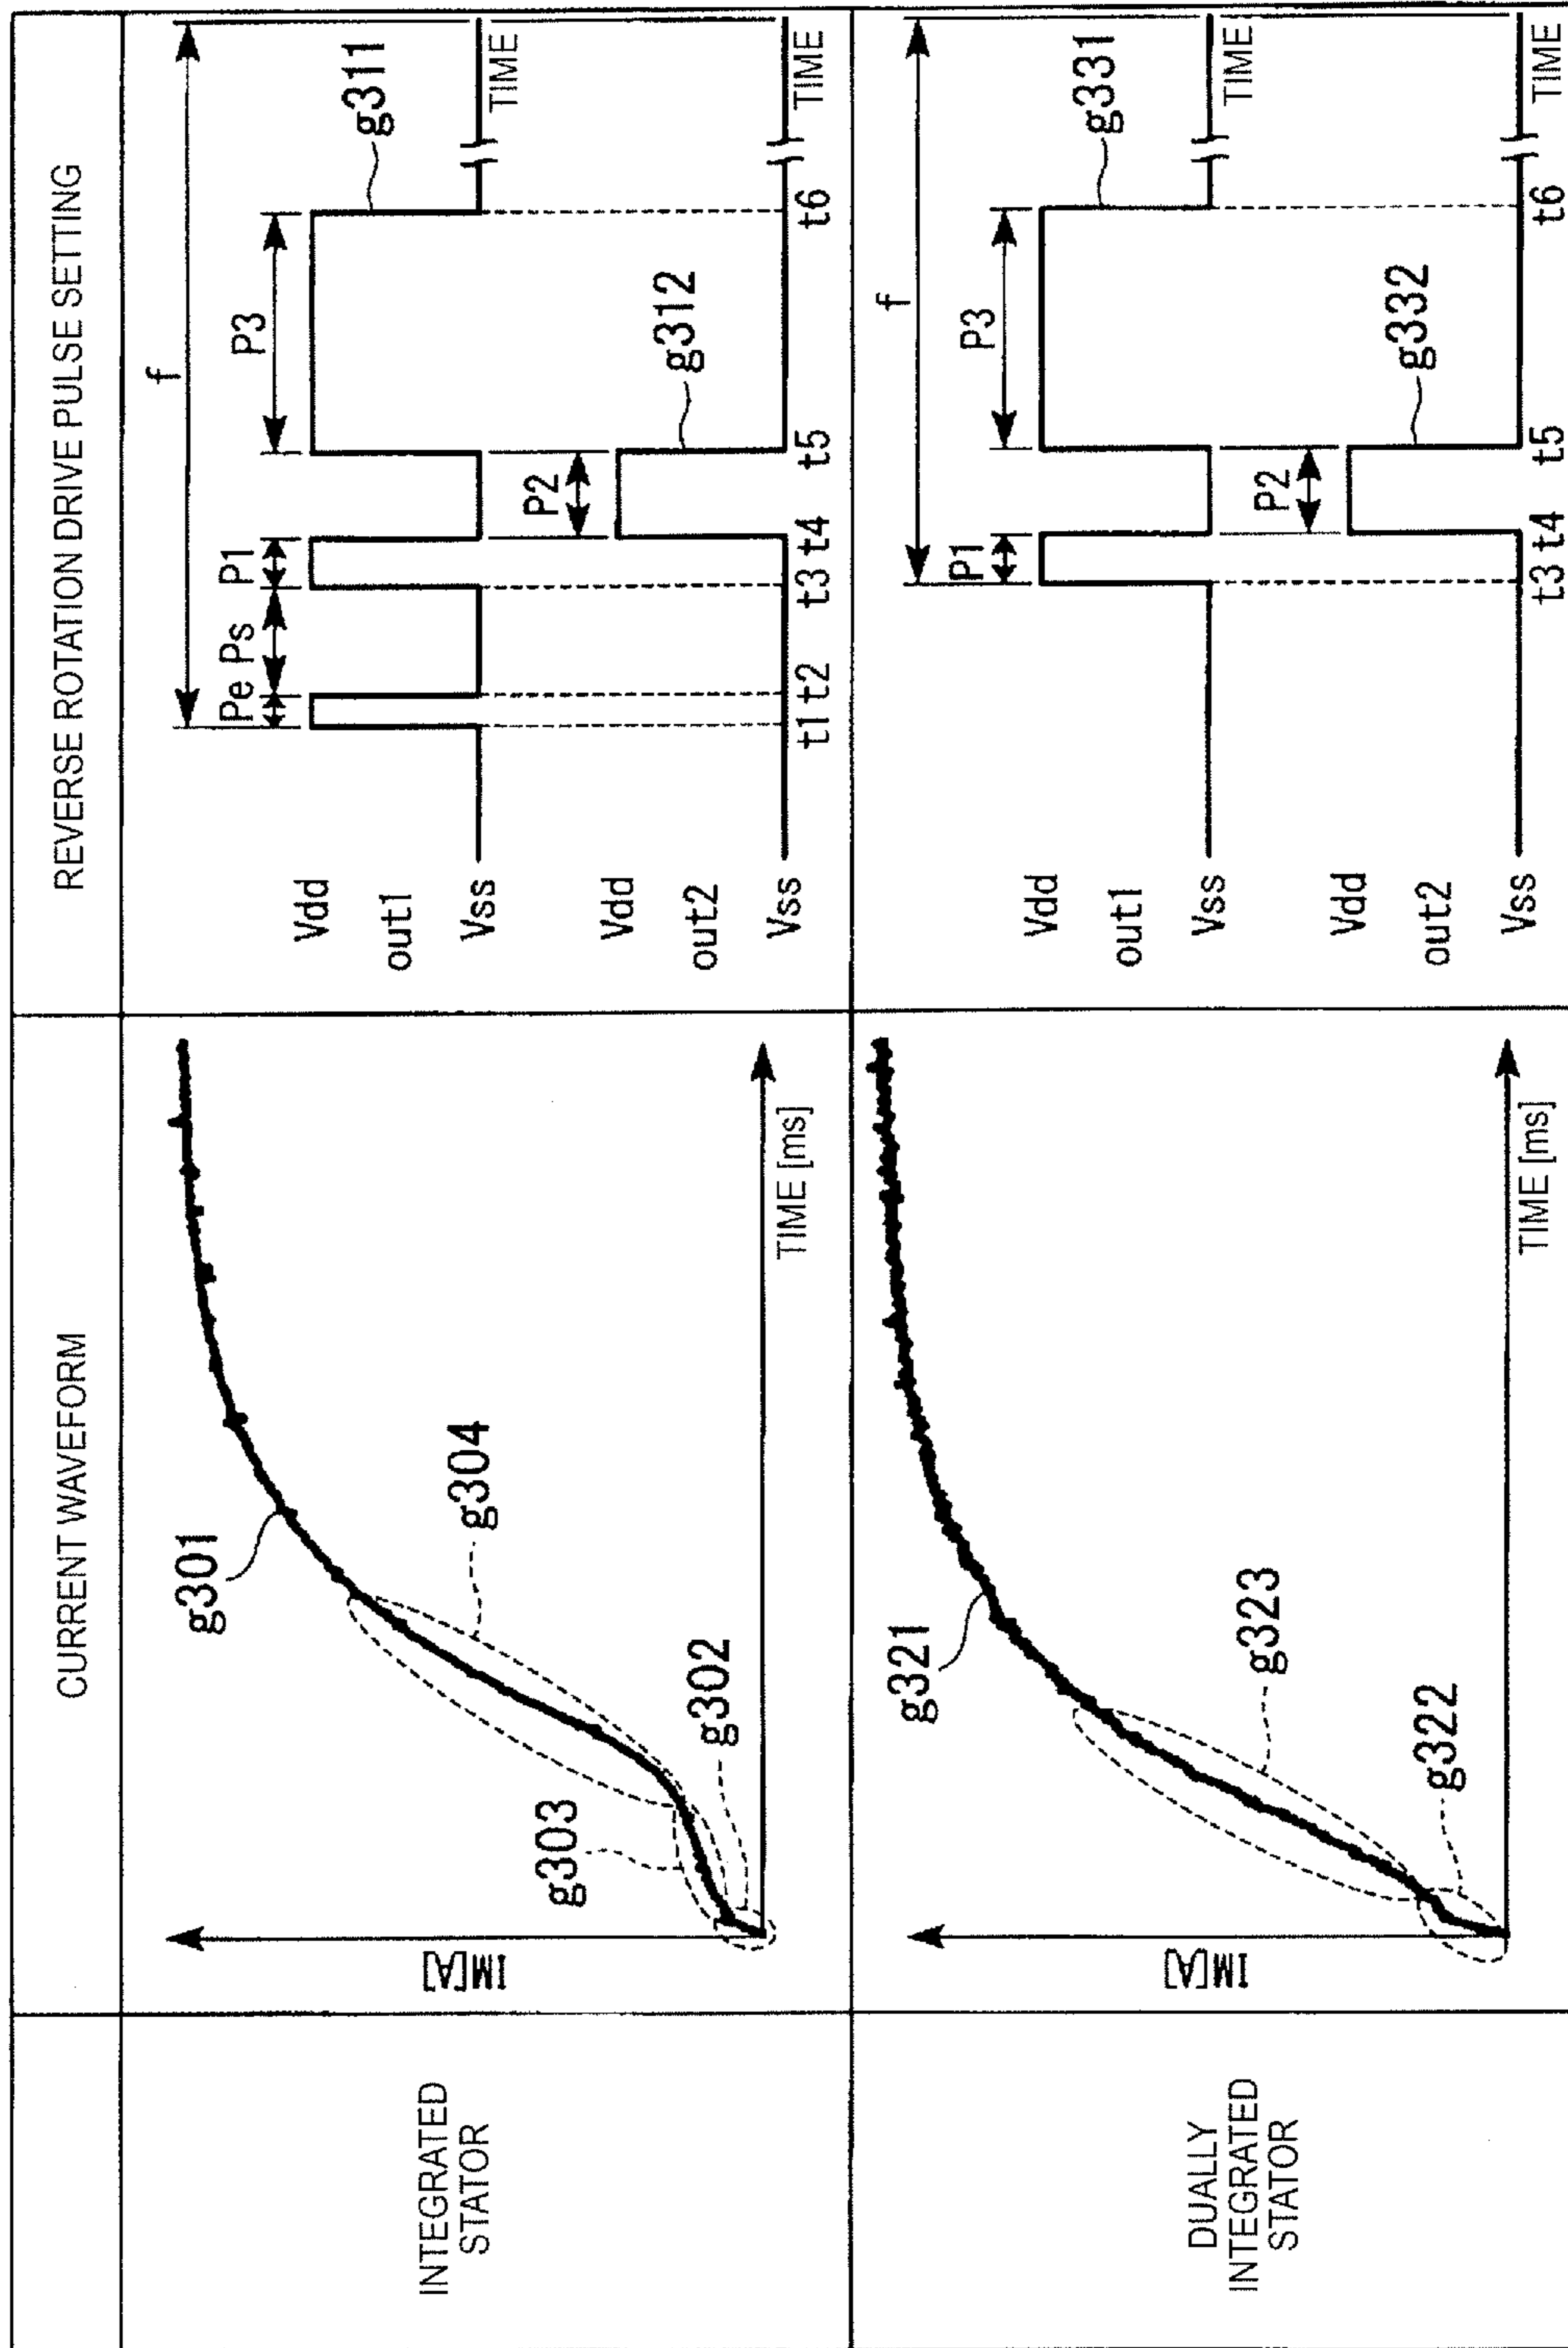 CURRENT WAVEFORM
REVERSE ROTATION DRIVE PULSE SETTING
INTEGRATED
STATOR
IM[A]
g301
g304
g303
g302
TIME [ms]
f
Pe
Ps
P1
P3
g311
Vdd
out1
Vss
TIME
P2
g312
Vdd
out2
Vss
t1
t2
t3
t4
t5
t6
TIME
DUALLY
INTEGRATED
STATOR
IM[A]
g321
g323
g322
TIME [ms]
f
P1
P3
g331
Vdd
out1
Vss
TIME
P2
g332
Vdd
out2
Vss
t3
t4
t5
t6
TIME